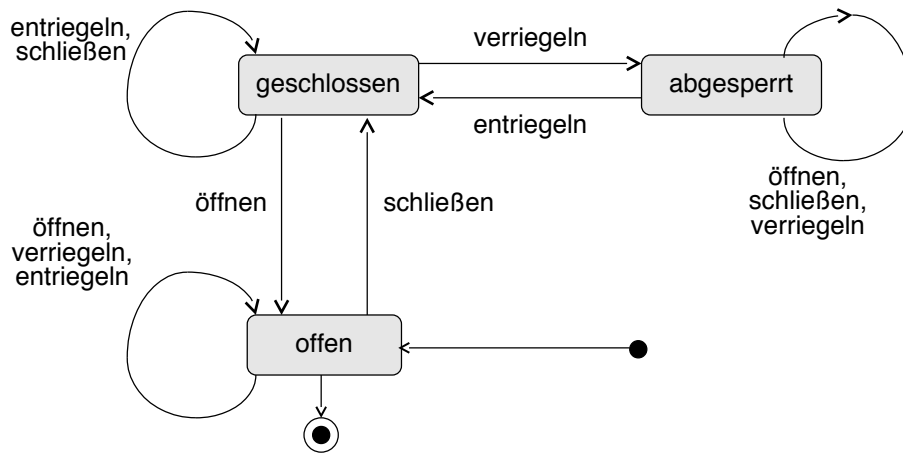 entriegeln,
schließen
verriegeln
geschlossen
abgesperrt
entriegeln
öffnen
schließen
öffnen,
schließen,
verriegeln
öffnen,
verriegeln,
entriegeln
offen